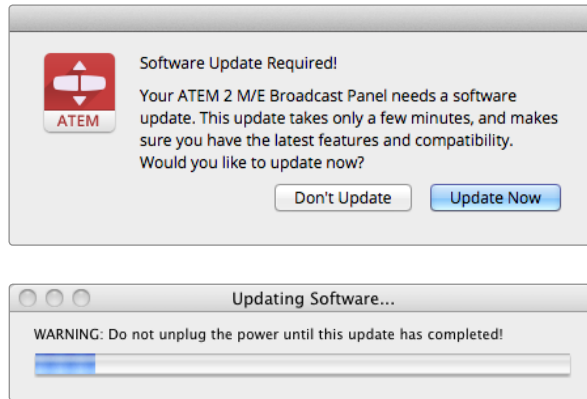 Software Update Required!
ATEM
Your ATEM 2 M/E Broadcast Panel needs a software
update. This update takes only a few minutes, and makes
sure you have the latest features and compatibility.
Would you like to update now?
Don't Update
Update Now
Updating Software...
WARNING: Do not unplug the power until this update has completed!